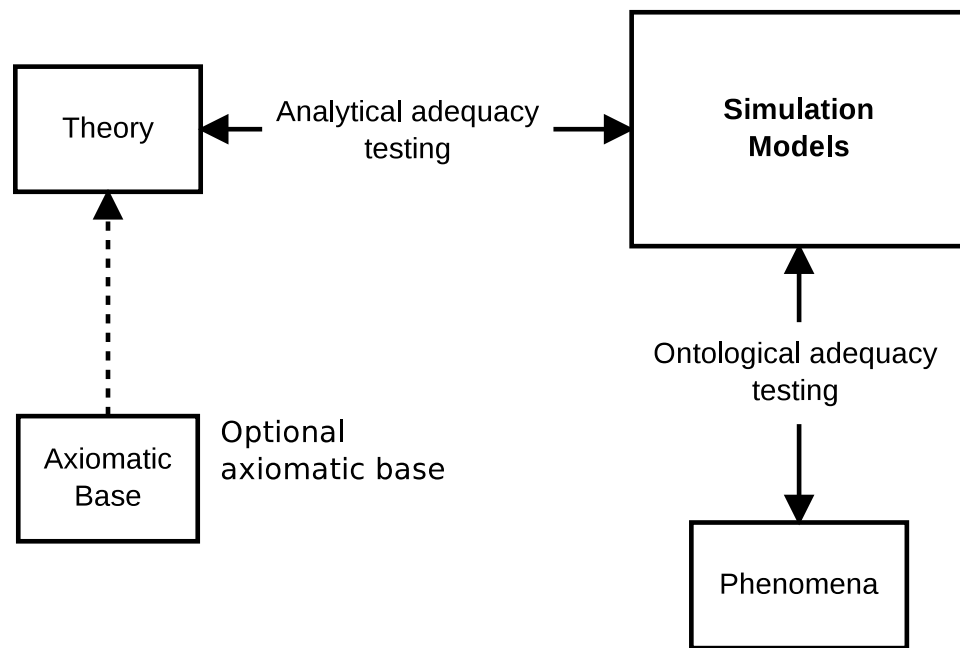 Theory
Analytical adequacy
testing
Simulation
Models
Ontological adequacy
testing
Axiomatic
Base
Optional
axiomatic base
Phenomena